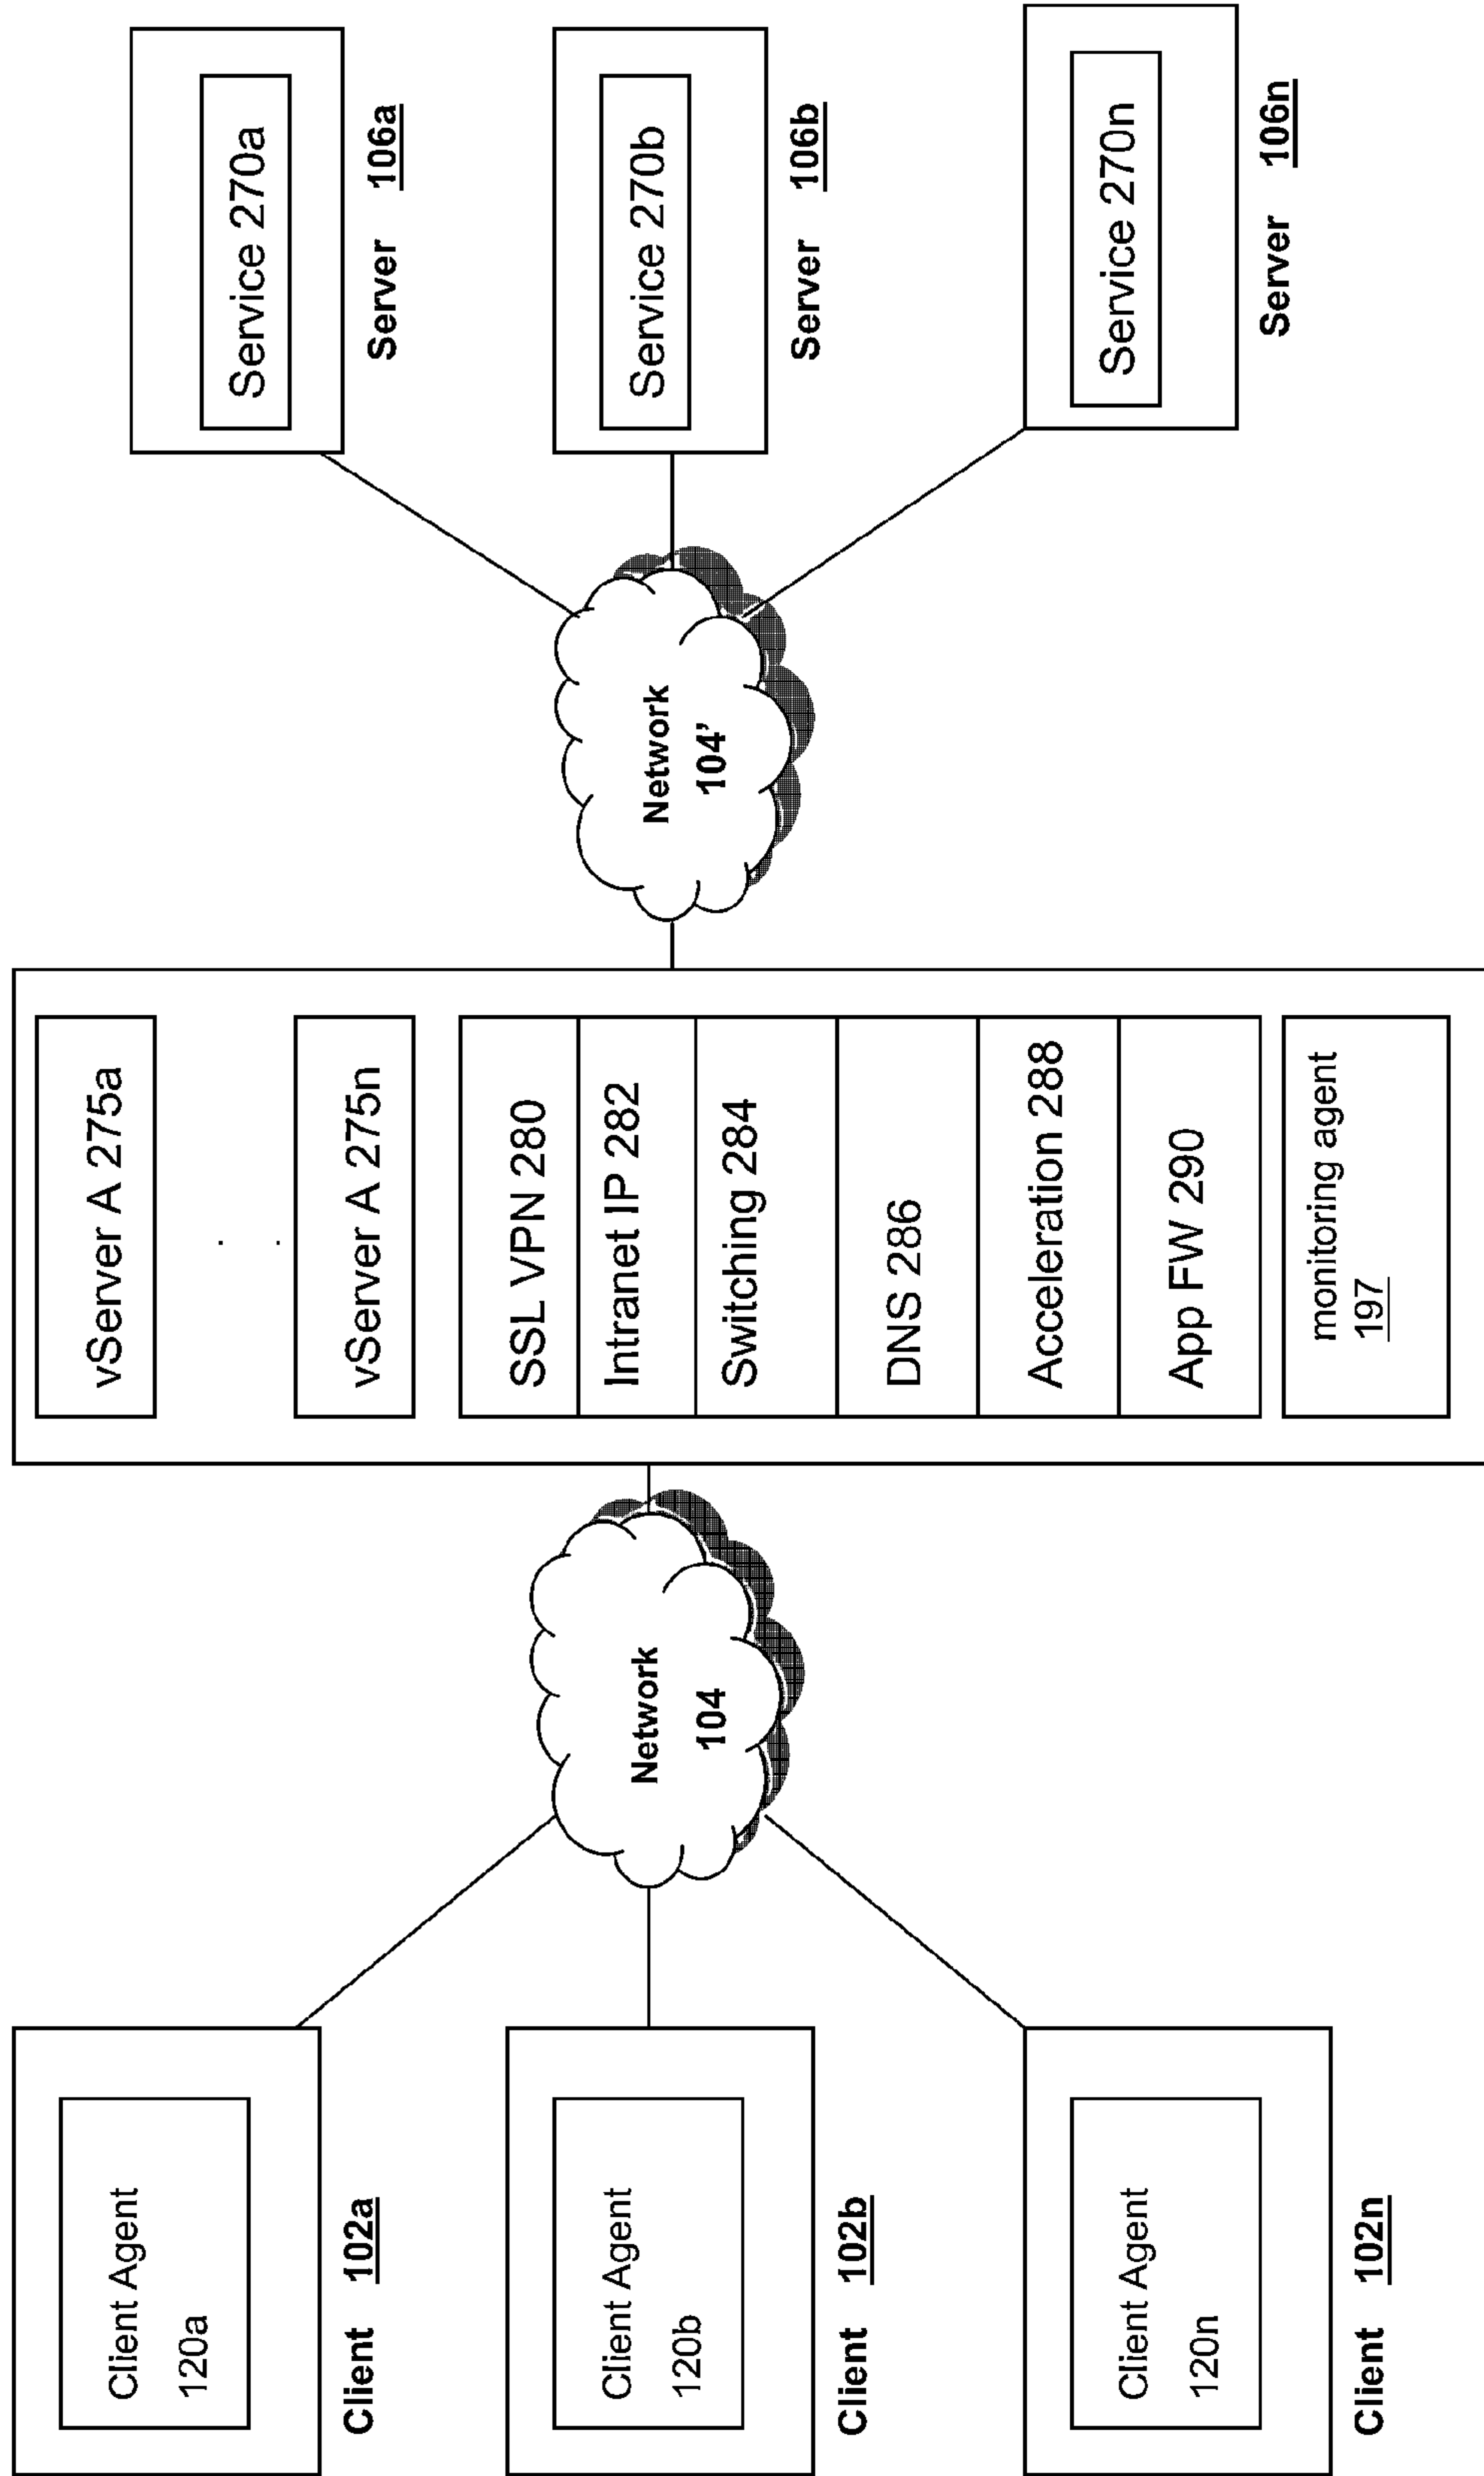 Client Agent
120a
Client 102a
Client Agent
120b
Client 102b
Client Agent
120n
Client 102n
Network
104
vServer A 275a
.
.
vServer A 275n
SSL VPN 280
Intranet IP 282
Switching 284
DNS 286
Acceleration 288
App FW 290
monitoring agent
197
Network
104'
Service 270a
Server 106a
Service 270b
Server 106b
Service 270n
Server 106n